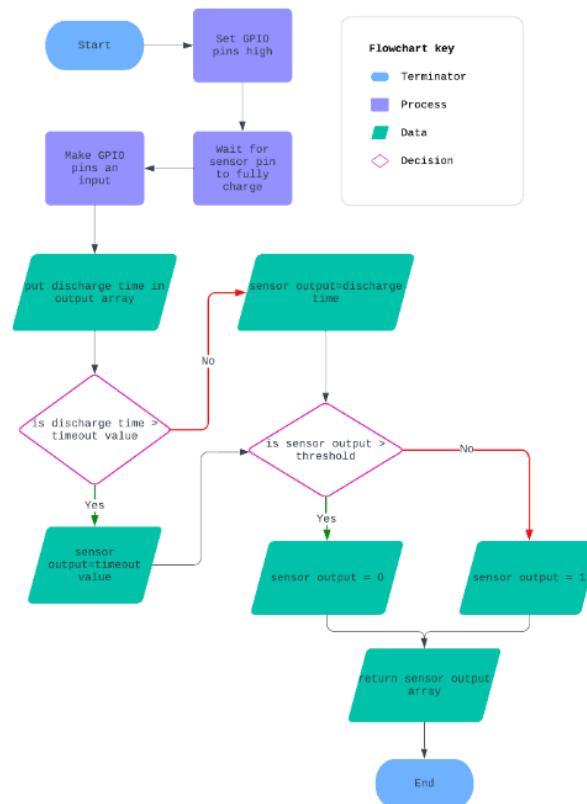 Start
Set GPIO
pins high
Flowchart key
Terminator
Process
Data
Decision
Make GPIO
pins an
input
Wait for
sensor pin
to fully
charge
put discharge time in
output array
sensor output=discharge
time
No
is discharge time >
timeout value
is sensor output >
threshold
No
Yes
Yes
sensor
output=timeout
value
sensor output = 0
sensor output = 1
return sensor output
array
End